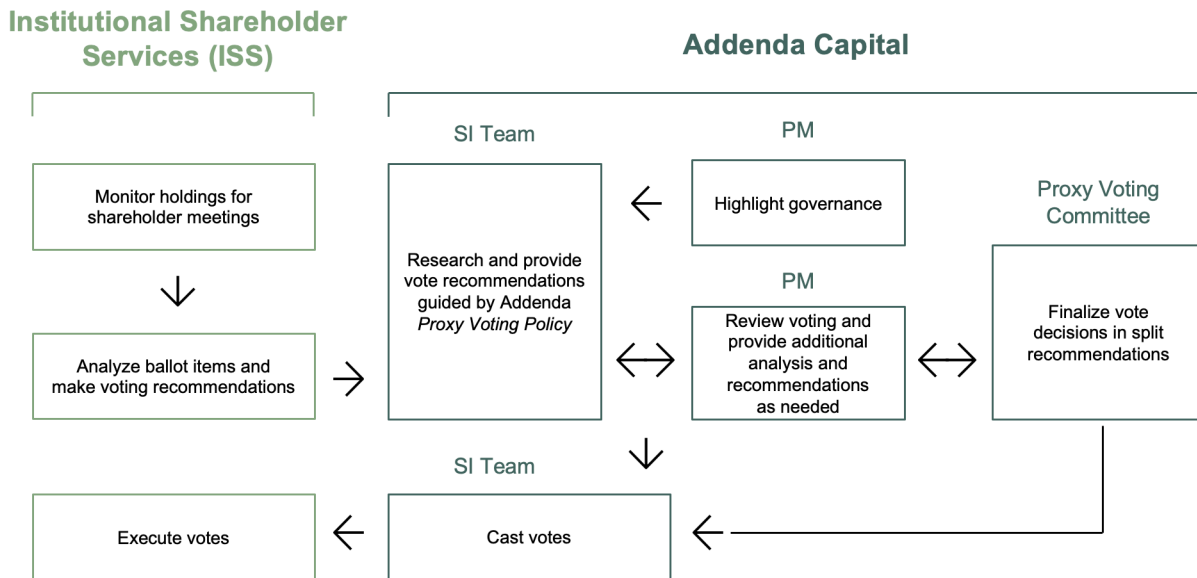 Institutional Shareholder
Services (ISS)
Addenda Capital
SI Team
PM
Monitor holdings for
shareholder meetings
Highlight governance
Proxy Voting
Committee
Research and provide
vote recommendations
guided by Addenda
Proxy Voting Policy
PM
Analyze ballot items and
make voting recommendations
Review voting and
provide additional
analysis and
recommendations
as needed
Finalize vote
decisions in split
recommendations
SI Team
Execute votes
Cast votes